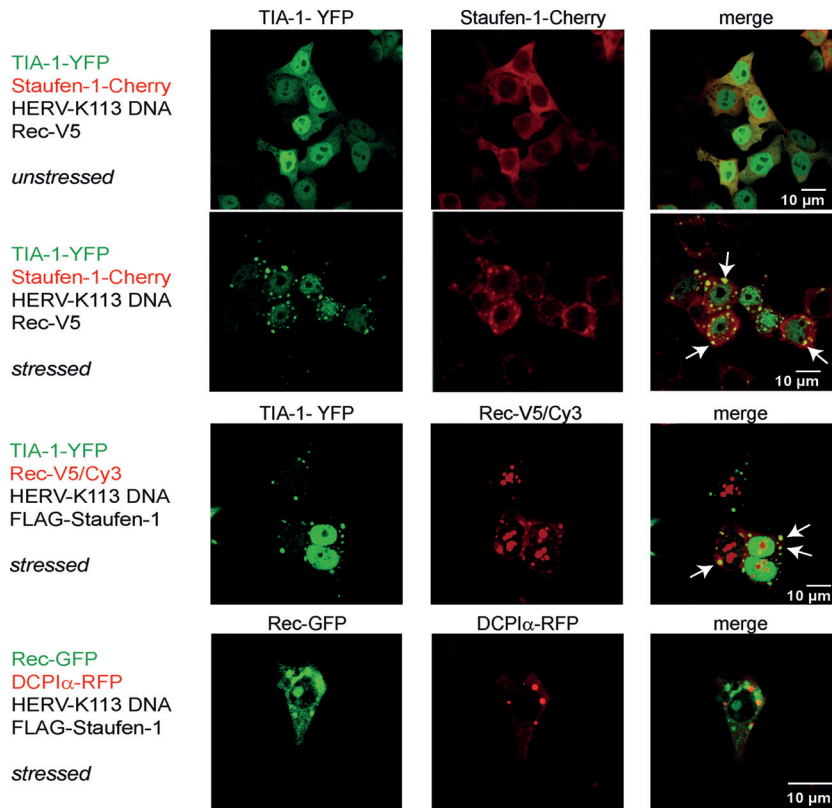 TIA-1- YFP
Staufen-1-Cherry
merge
TIA-1-YFP
Staufen-1-Cherry
HERV-K113 DNA
Rec-V5
unstressed
10 µm
TIA-1-YFP
Staufen-1-Cherry
HERV-K113 DNA
Rec-V5
stressed
10 µm
TIA-1- YFP
Rec-V5/Cy3
merge
TIA-1-YFP
Rec-V5/Cy3
HERV-K113 DNA
FLAG-Staufen-1
stressed
10 µm
Rec-GFP
DCPIα-RFP
merge
Rec-GFP
DCPIα-RFP
HERV-K113 DNA
FLAG-Staufen-1
stressed
10 µm